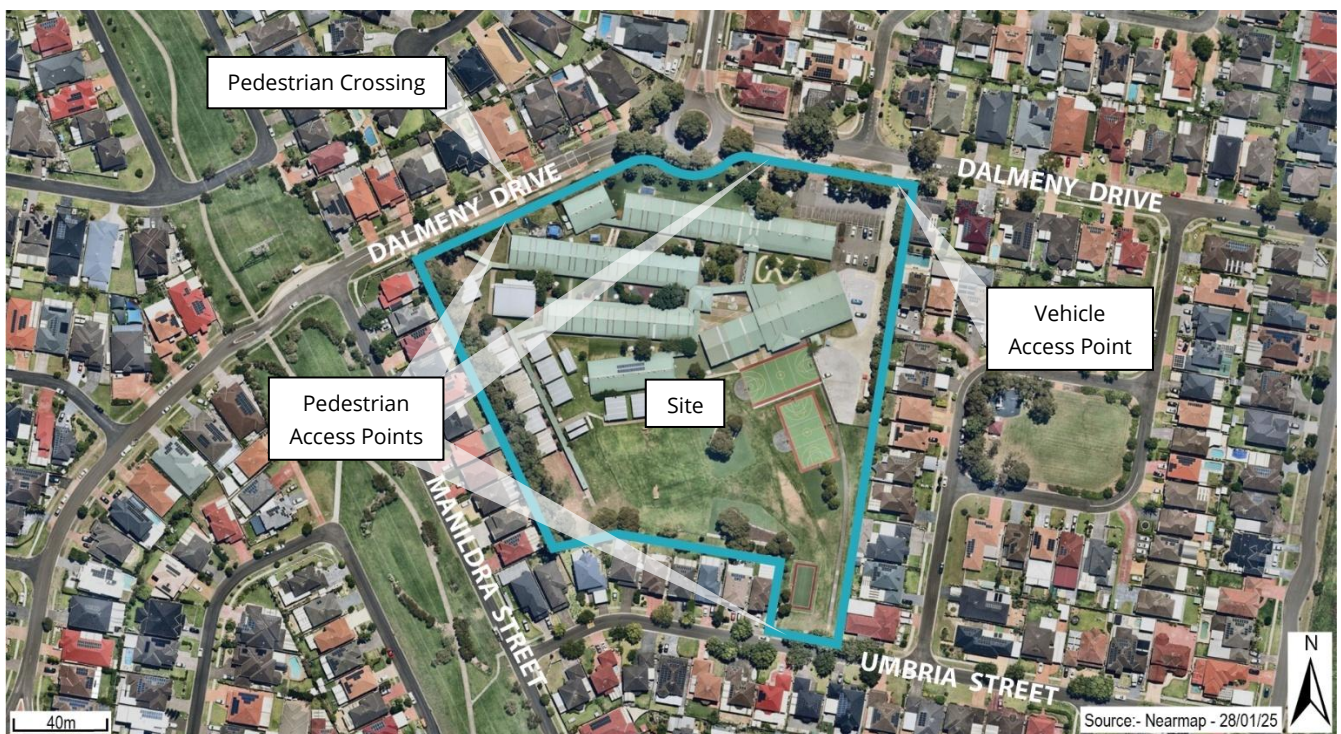 Pedestrian Crossing
DALMENY DRIVE
DALMENY DRIVE
Vehicle
Access Point
Pedestrian
Access Points
Site
MANILDRA STREET
UMBRIA STREET
N
40m
Source:- Nearmap - 28/01/25